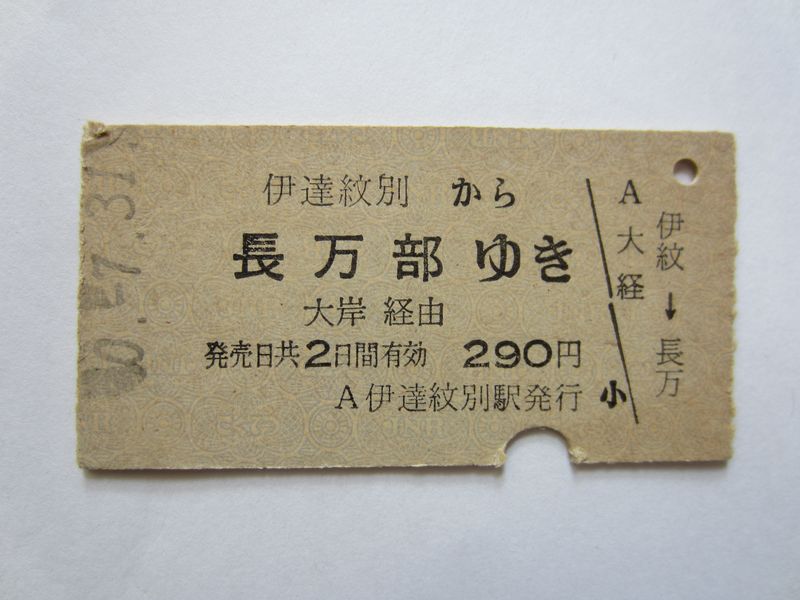 伊達紋別 から
長万部 ゆき
大岸 経由
発売日共2日間有効 290円
A伊達紋別駅発行
小
A大経
伊紋→長万